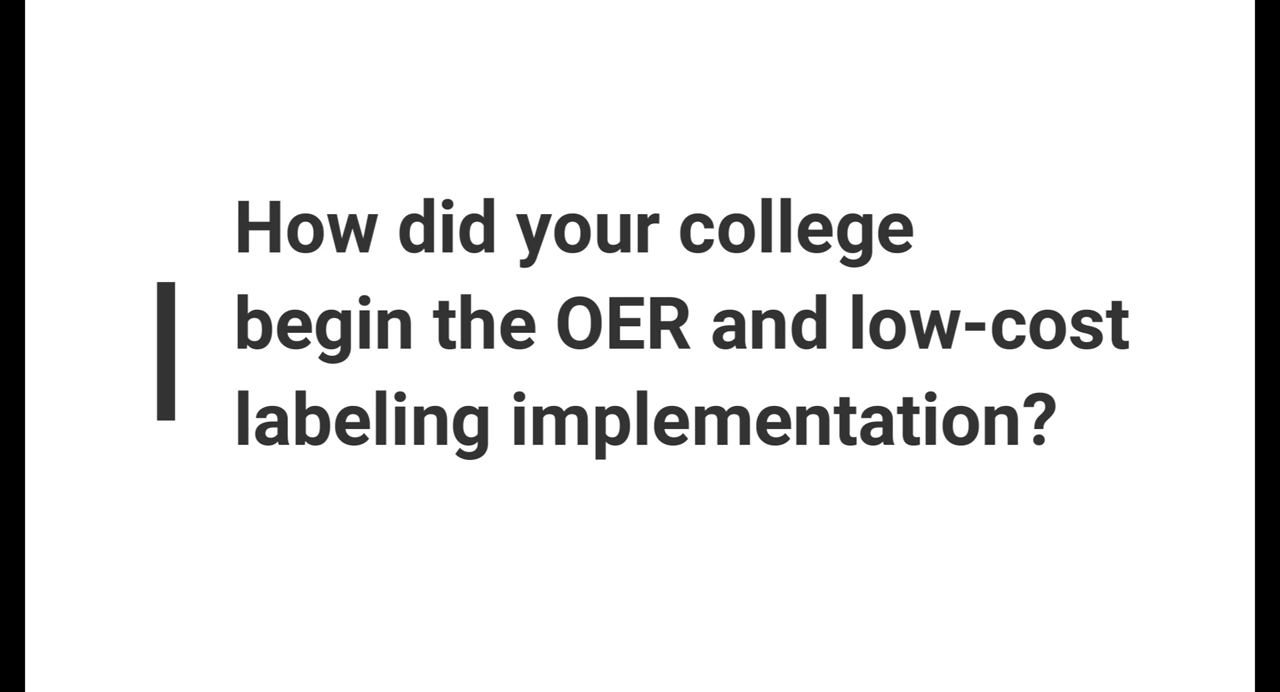 How did your college
begin the OER and low-cost
labeling implementation?